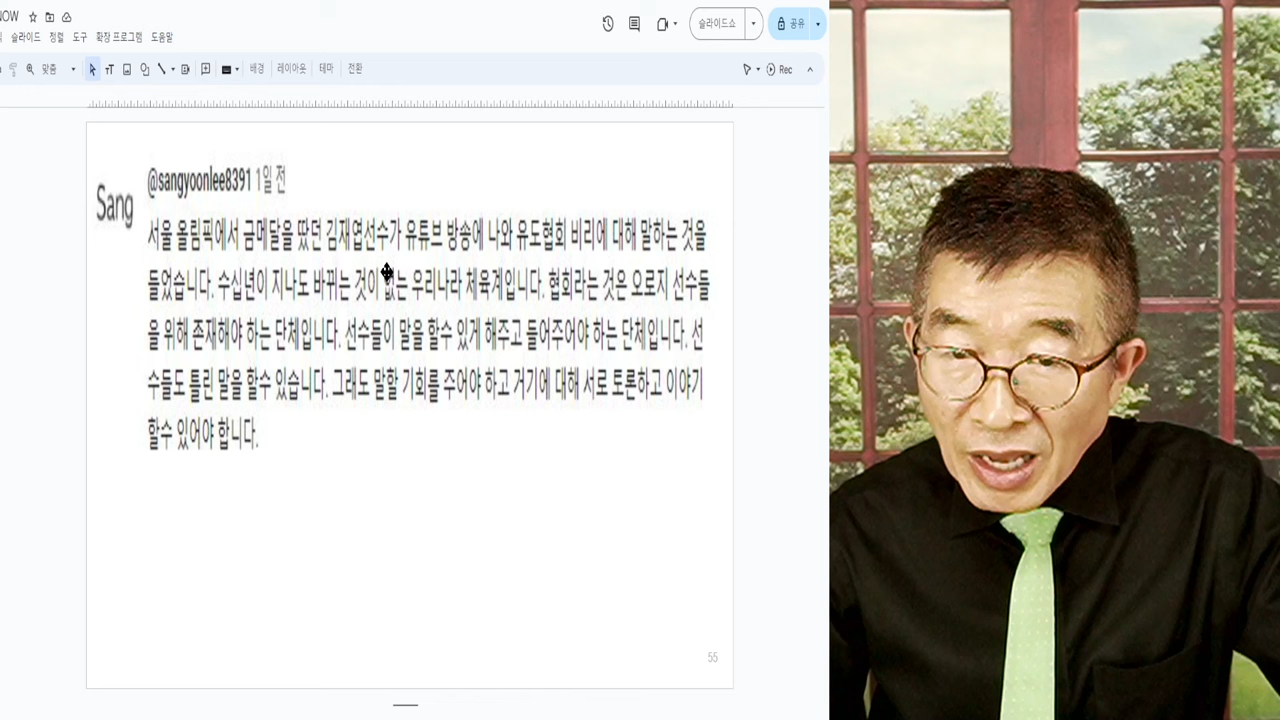 NOW
슬라이드쇼
공유
슬라이드 정렬 도구 확장 프로그램 도움말
맞춤
배경 레이아웃 테마 전환
Rec
Sang
@sangyoonlee8391 1일 전
서울 올림픽에서 금메달을 땄던 김재엽선수가 유튜브 방송에 나와 유도협회 비리에 대해 말하는 것을
들었습니다. 수십년이 지나도 바뀌는 것이 없는 우리나라 체육계입니다. 협회라는 것은 오로지 선수들
을 위해 존재해야 하는 단체입니다. 선수들이 말을 할수 있게 해주고 들어주어야 하는 단체입니다. 선
수들도 틀린 말을 할수 있습니다. 그래도 말할 기회를 주어야 하고 거기에 대해 서로 토론하고 이야기
할수 있어야 합니다.
55